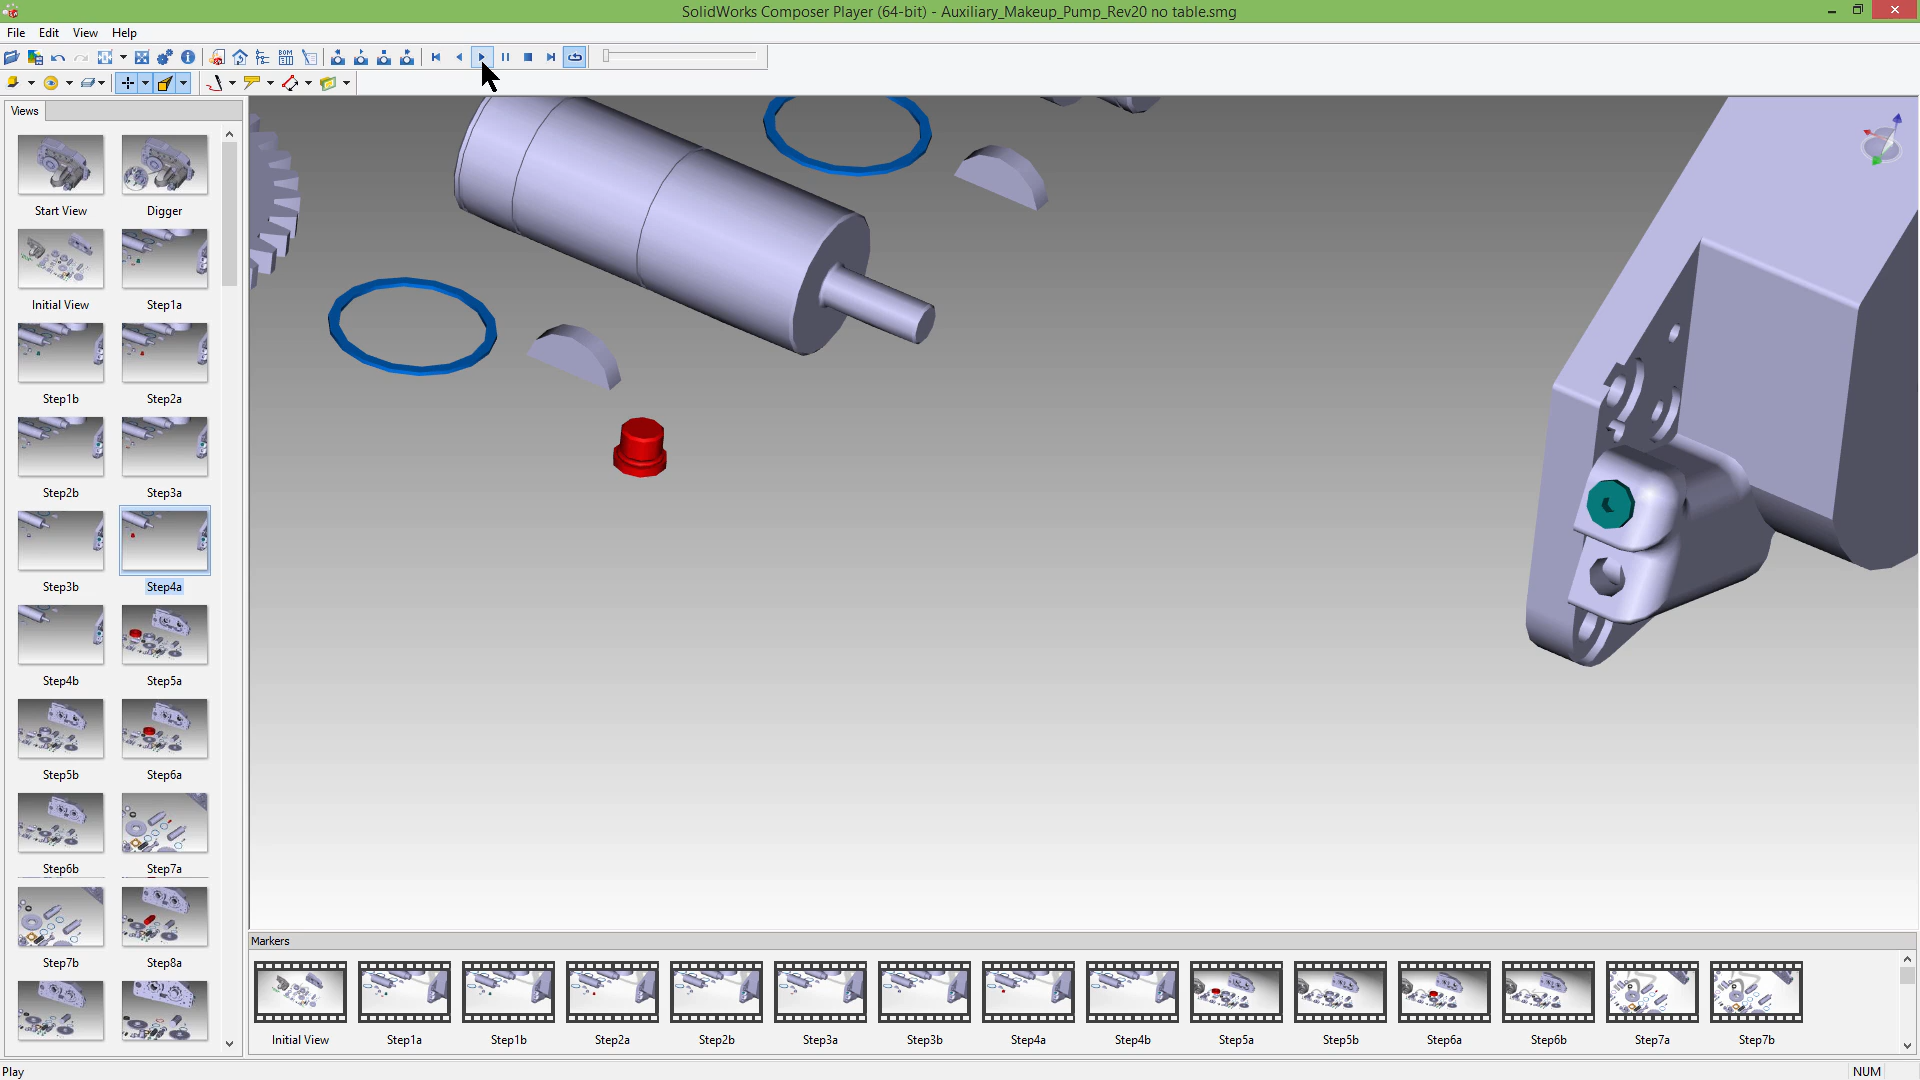 SolidWorks Composer Player (64-bit) - Auxiliary_Makeup_Pump_Rev20 no table.smg
File Edit View Help
BOM
Views
Start View Digger
Initial View Step1a
Step1b Step2a
Step2b Step3a
Step3b Step4a
Step4b Step5a
Step5b Step6a
Step6b Step7a
Step7b Step8a
Markers
Initial View Step1a Step1b Step2a Step2b Step3a Step3b Step4a Step4b Step5a Step5b Step6a Step6b Step7a Step7b
Play NUM